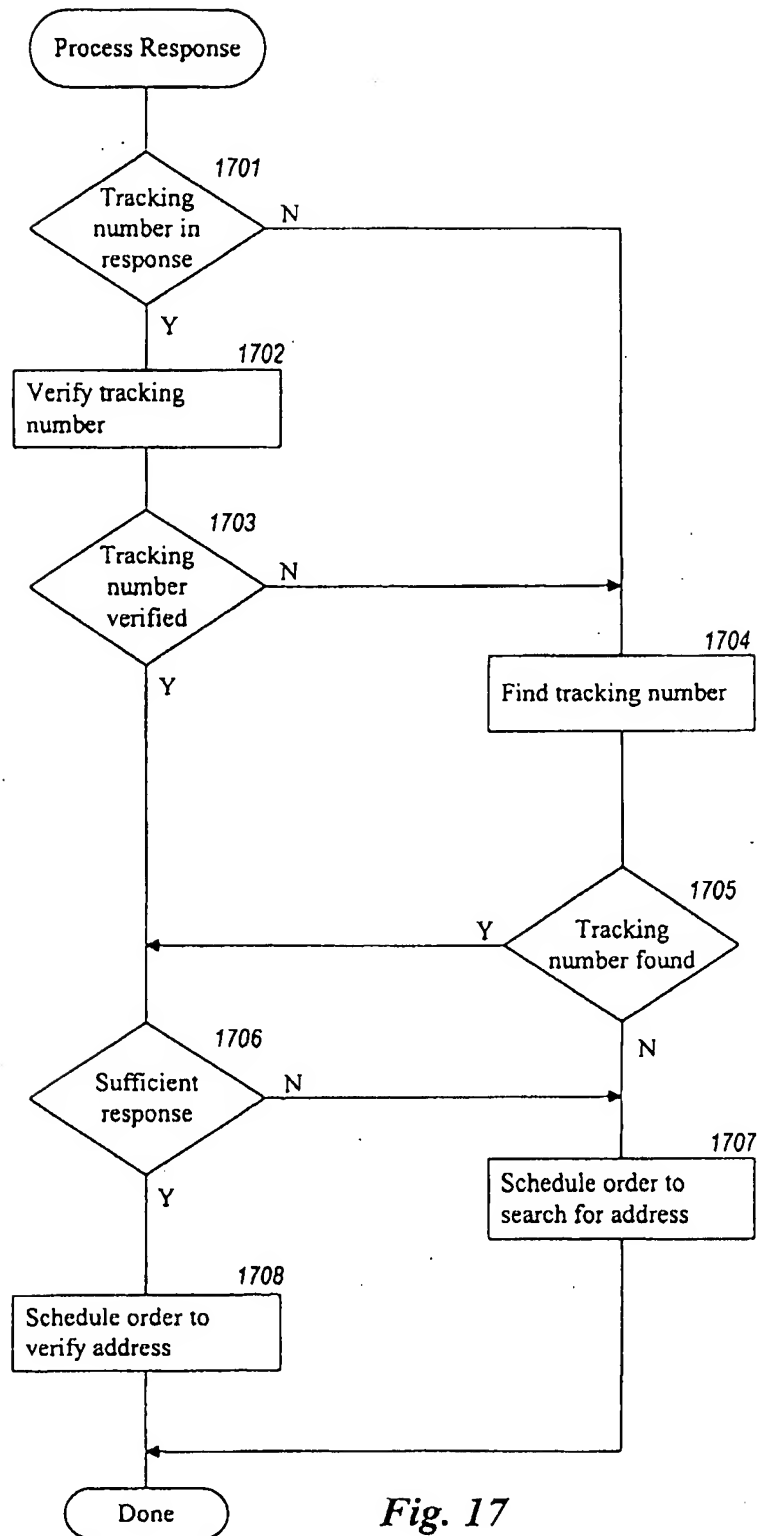 Process Response
1701
Tracking
number in
response
N
Y
1702
Verify tracking
number
1703
Tracking
number
verified
N
Y
1704
Find tracking number
1705
Tracking
number found
Y
N
1706
Sufficient
response
N
Y
1707
Schedule order to
search for address
1708
Schedule order to
verify address
Done
Fig. 17